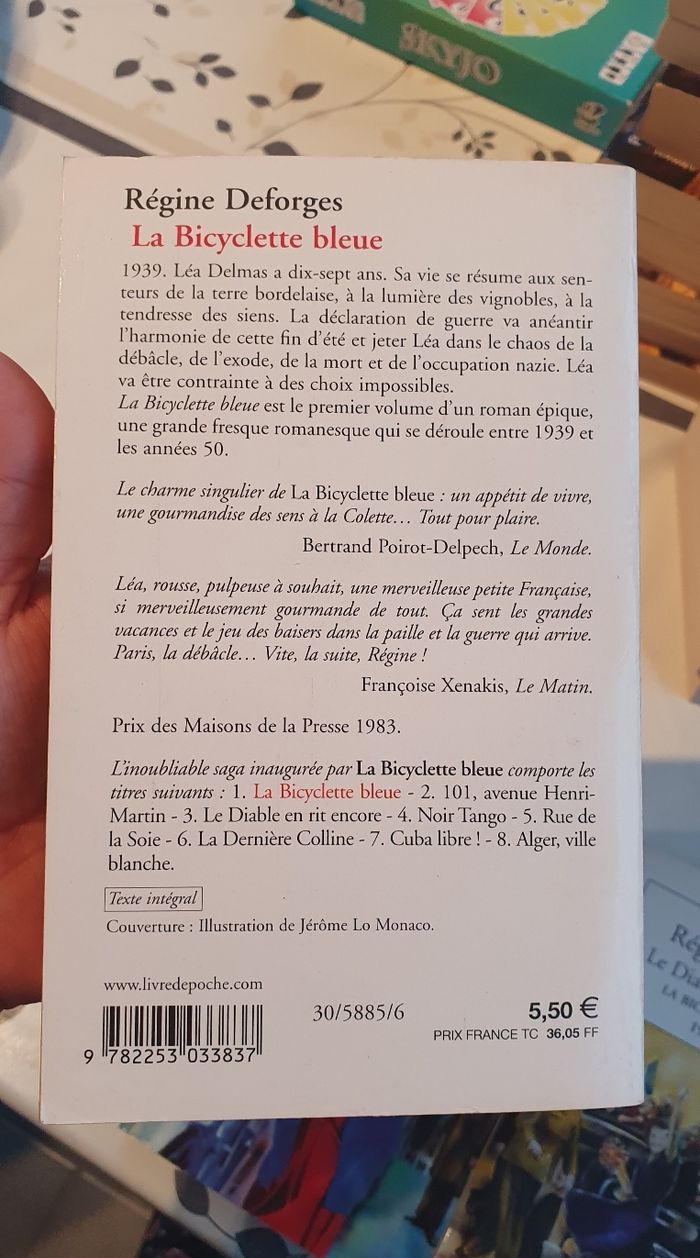 SKYJO
Régine Deforges
La Bicyclette bleue
1939. Léa Delmas a dix-sept ans. Sa vie se résume aux sen-
teurs de la terre bordelaise, à la lumière des vignobles, à la
tendresse des siens. La déclaration de guerre va anéantir
l'harmonie de cette fin d'été et jeter Léa dans le chaos de la
débâcle, de l'exode, de la mort et de l'occupation nazie. Léa
va être contrainte à des choix impossibles.
La Bicyclette bleue est le premier volume d'un roman épique,
une grande fresque romanesque qui se déroule entre 1939 et
les années 50.
Le charme singulier de La Bicyclette bleue : un appétit de vivre,
une gourmandise des sens à la Colette… Tout pour plaire.
Bertrand Poirot-Delpech, Le Monde.
Léa, rousse, pulpeuse à souhait, une merveilleuse petite Française,
si merveilleusement gourmande de tout. Ça sent les grandes
vacances et le jeu des baisers dans la paille et la guerre qui arrive.
Paris, la débâcle… Vite, la suite, Régine !
Françoise Xenakis, Le Matin.
Prix des Maisons de la Presse 1983.
L'inoubliable saga inaugurée par La Bicyclette bleue comporte les
titres suivants : 1. La Bicyclette bleue - 2. 101, avenue Henri-
Martin - 3. Le Diable en rit encore - 4. Noir Tango - 5. Rue de
la Soie - 6. La Dernière Colline - 7. Cuba libre ! - 8. Alger, ville
blanche.
Texte intégral
Couverture : Illustration de Jérôme Lo Monaco.
www.livredepoche.com
30/5885/6
5,50 €
PRIX FRANCE TC 36,05 FF
9 782253 033837
Rég
Le Dia
LA BIC